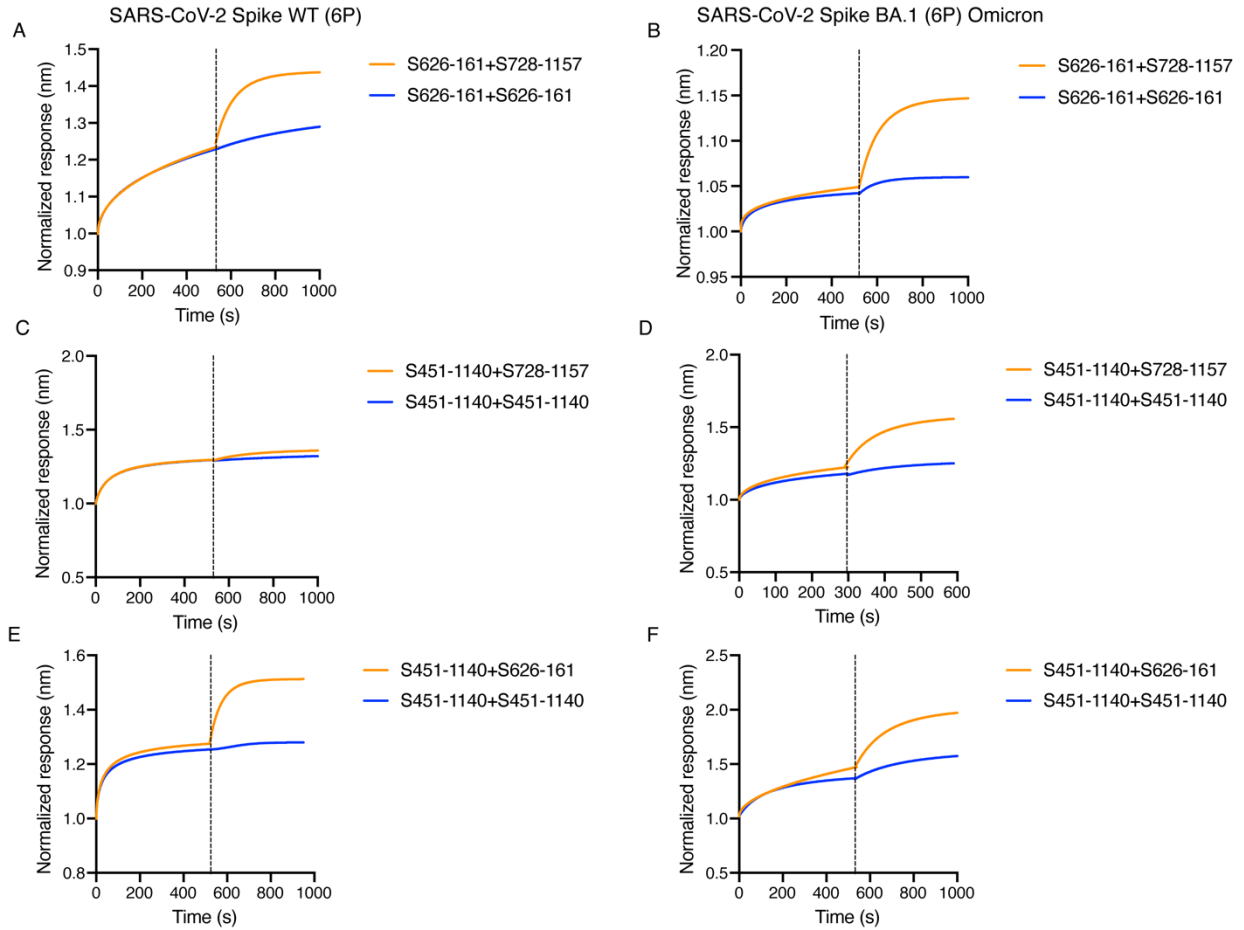 SARS-CoV-2 Spike WT (6P)
SARS-CoV-2 Spike BA.1 (6P) Omicron
A
Normalized response (nm)
1.5
1.4
1.3
1.2
1.1
1.0
0.9
0 200 400 600 800 1000
Time (s)
S626-161+S728-1157
S626-161+S626-161
B
Normalized response (nm)
1.20
1.15
1.10
1.05
1.00
0.95
0 200 400 600 800 1000
Time (s)
S626-161+S728-1157
S626-161+S626-161
C
Normalized response (nm)
2.0
1.5
1.0
0.5
0 200 400 600 800 1000
Time (s)
S451-1140+S728-1157
S451-1140+S451-1140
D
Normalized response (nm)
2.0
1.5
1.0
0.5
0 100 200 300 400 500 600
Time (s)
S451-1140+S728-1157
S451-1140+S451-1140
E
Normalized response (nm)
1.6
1.4
1.2
1.0
0.8
0 200 400 600 800 1000
Time (s)
S451-1140+S626-161
S451-1140+S451-1140
F
Normalized response (nm)
2.5
2.0
1.5
1.0
0.5
0 200 400 600 800 1000
Time (s)
S451-1140+S626-161
S451-1140+S451-1140